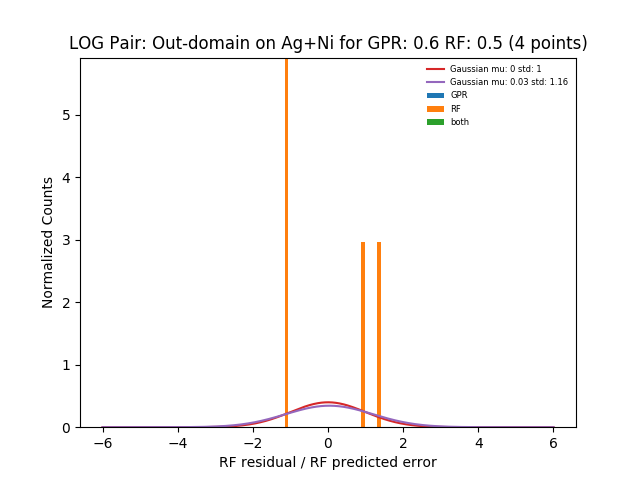 LOG Pair: Out-domain on Ag+Ni for GPR: 0.6 RF: 0.5 (4 points)
Gaussian mu: 0 std: 1
Gaussian mu: 0.03 std: 1.16
GPR
RF
both
Normalized Counts
5
4
3
2
1
0
−6
−4
−2
0
2
4
6
RF residual / RF predicted error